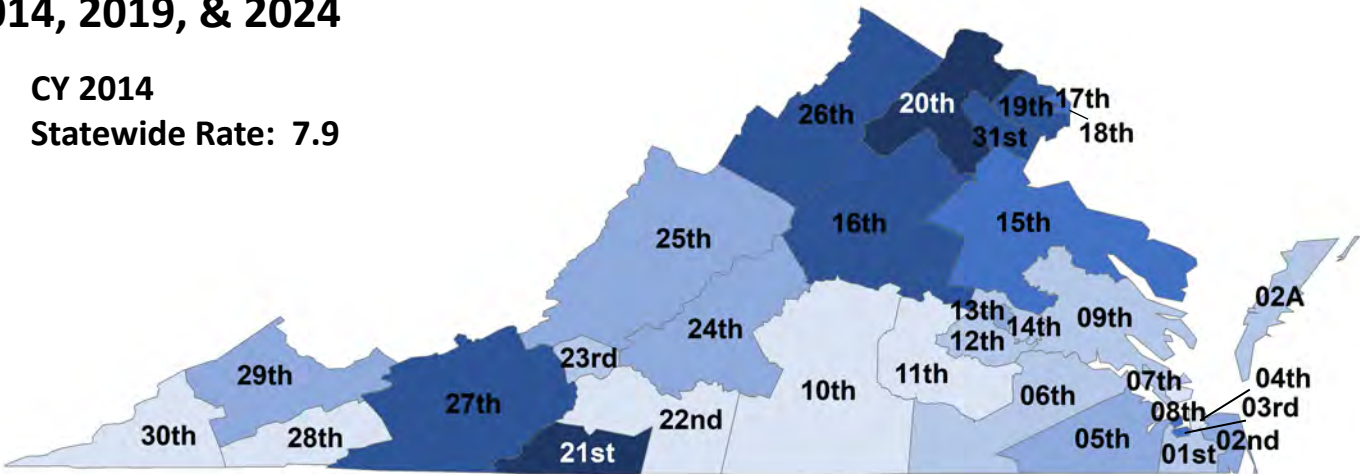 014, 2019, & 2024
CY 2014
Statewide Rate: 7.9
26th
20th
19th
17th
31st
18th
25th
16th
15th
02A
24th
13th
14th
09th
12th
23rd
29th
27th
10th
11th
06th
07th
04th
08th
03rd
30th
28th
22nd
05th
02nd
21st
01st